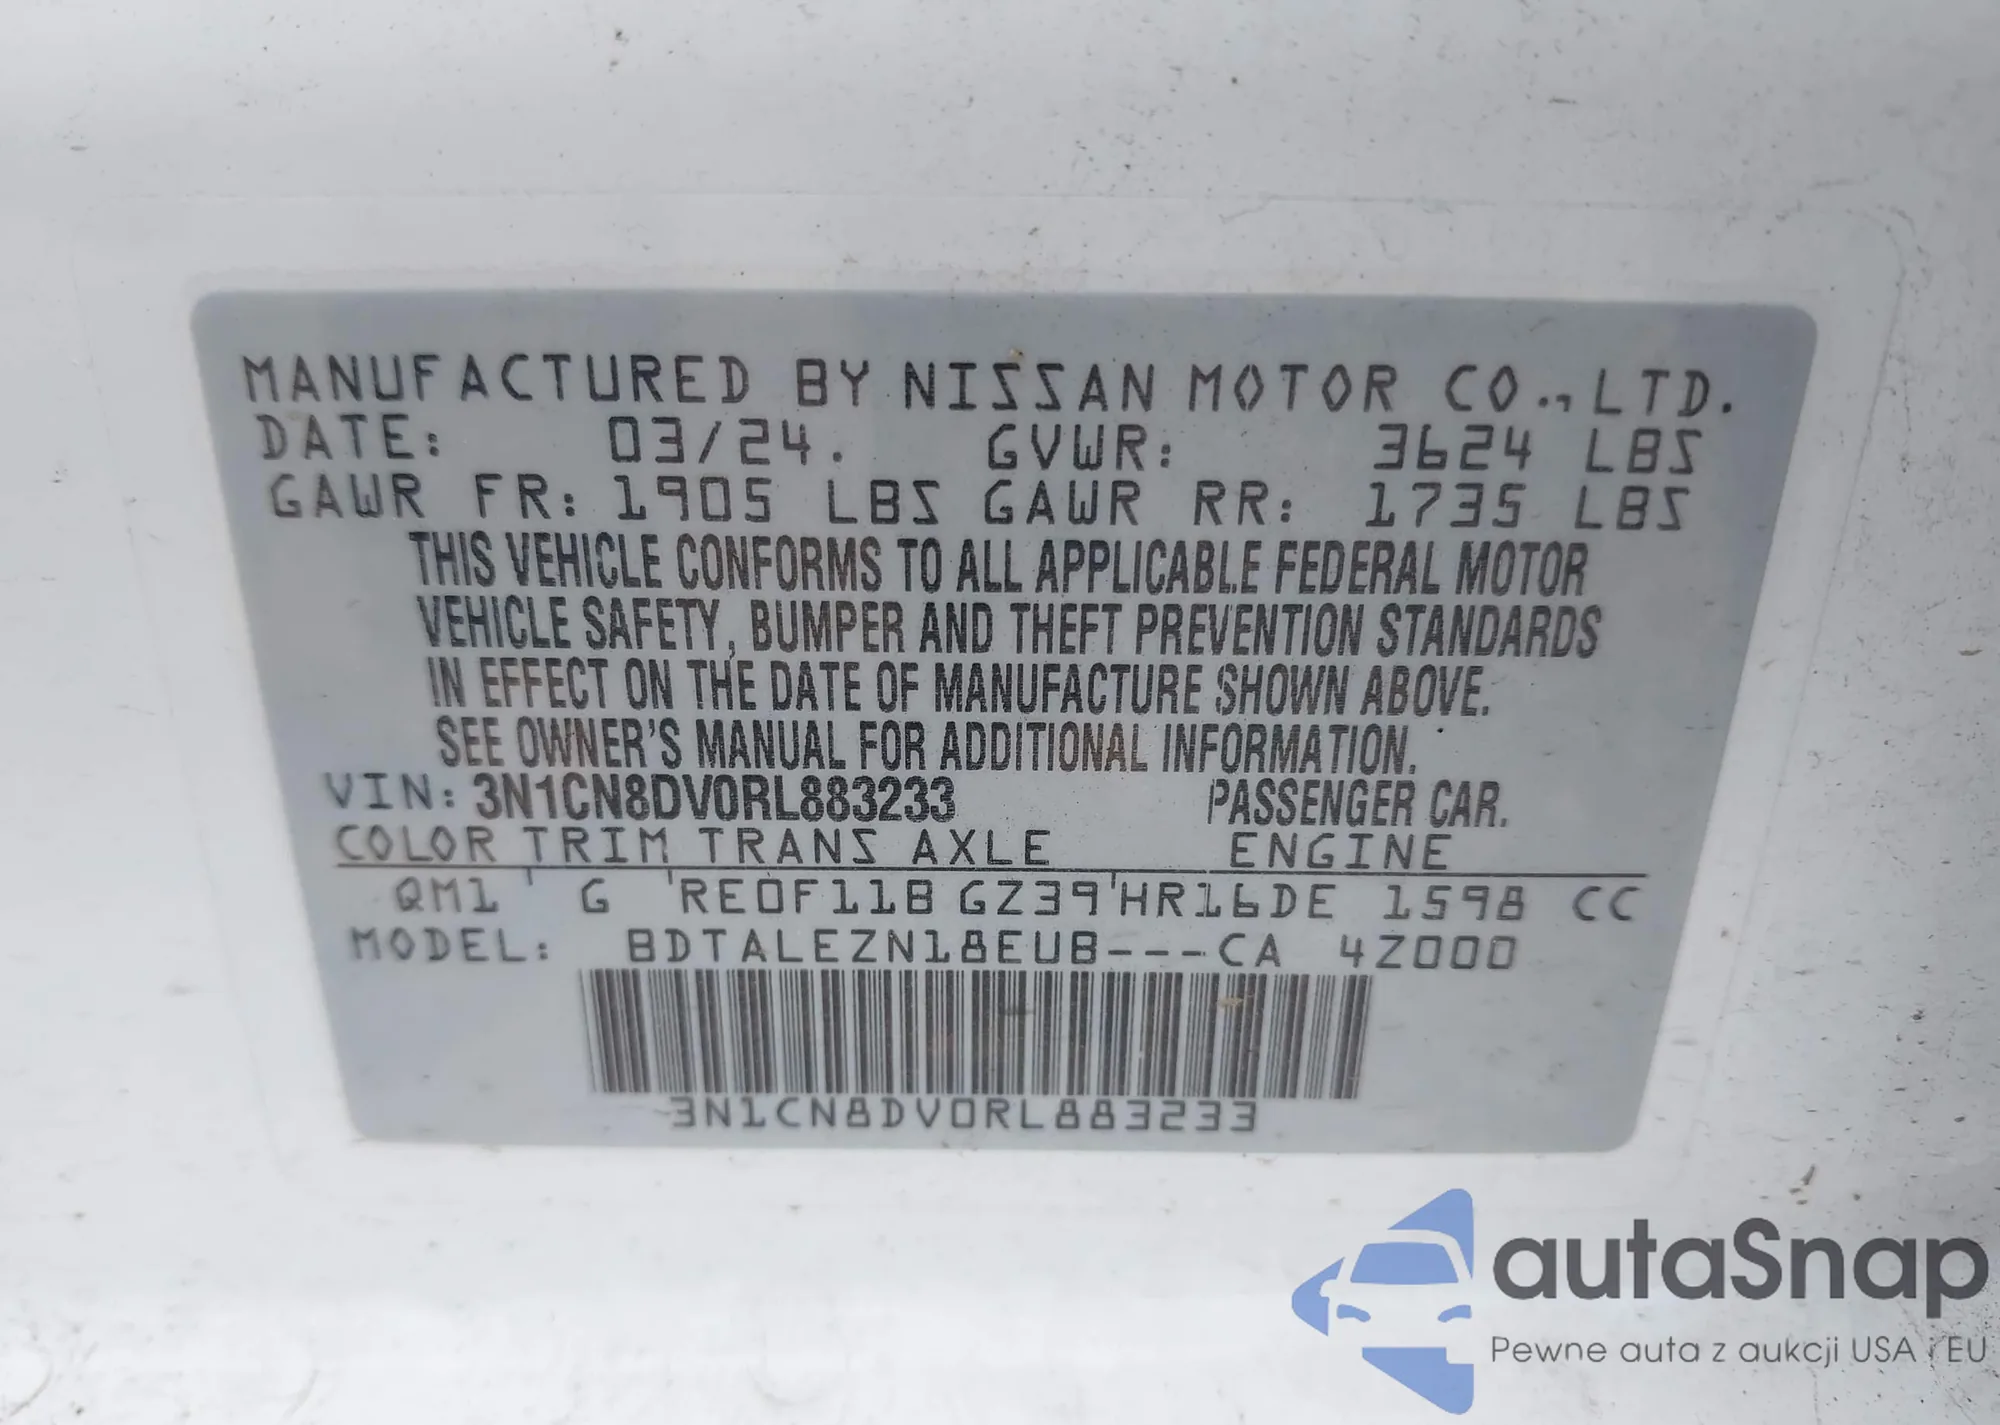 MANUFACTURED BY NISSAN MOTOR CO., LTD.
DATE: 03/24. GVWR: 3624 LBS
GAWR FR: 1905 LBS GAWR RR: 1735 LBS
THIS VEHICLE CONFORMS TO ALL APPLICABLE FEDERAL MOTOR
VEHICLE SAFETY, BUMPER AND THEFT PREVENTION STANDARDS
IN EFFECT ON THE DATE OF MANUFACTURE SHOWN ABOVE.
SEE OWNER'S MANUAL FOR ADDITIONAL INFORMATION.
VIN: 3N1CN8DV0RL883233 PASSENGER CAR.
COLOR TRIM TRANS AXLE ENGINE
QM1 ' G 'RE0F11B GZ39'HR16DE 1598 CC
MODEL: BDTALEZN18EUB---CA 4Z000
3N1CN8DV0RL883233
autaSnap
Pewne auta z aukcji USA i EU